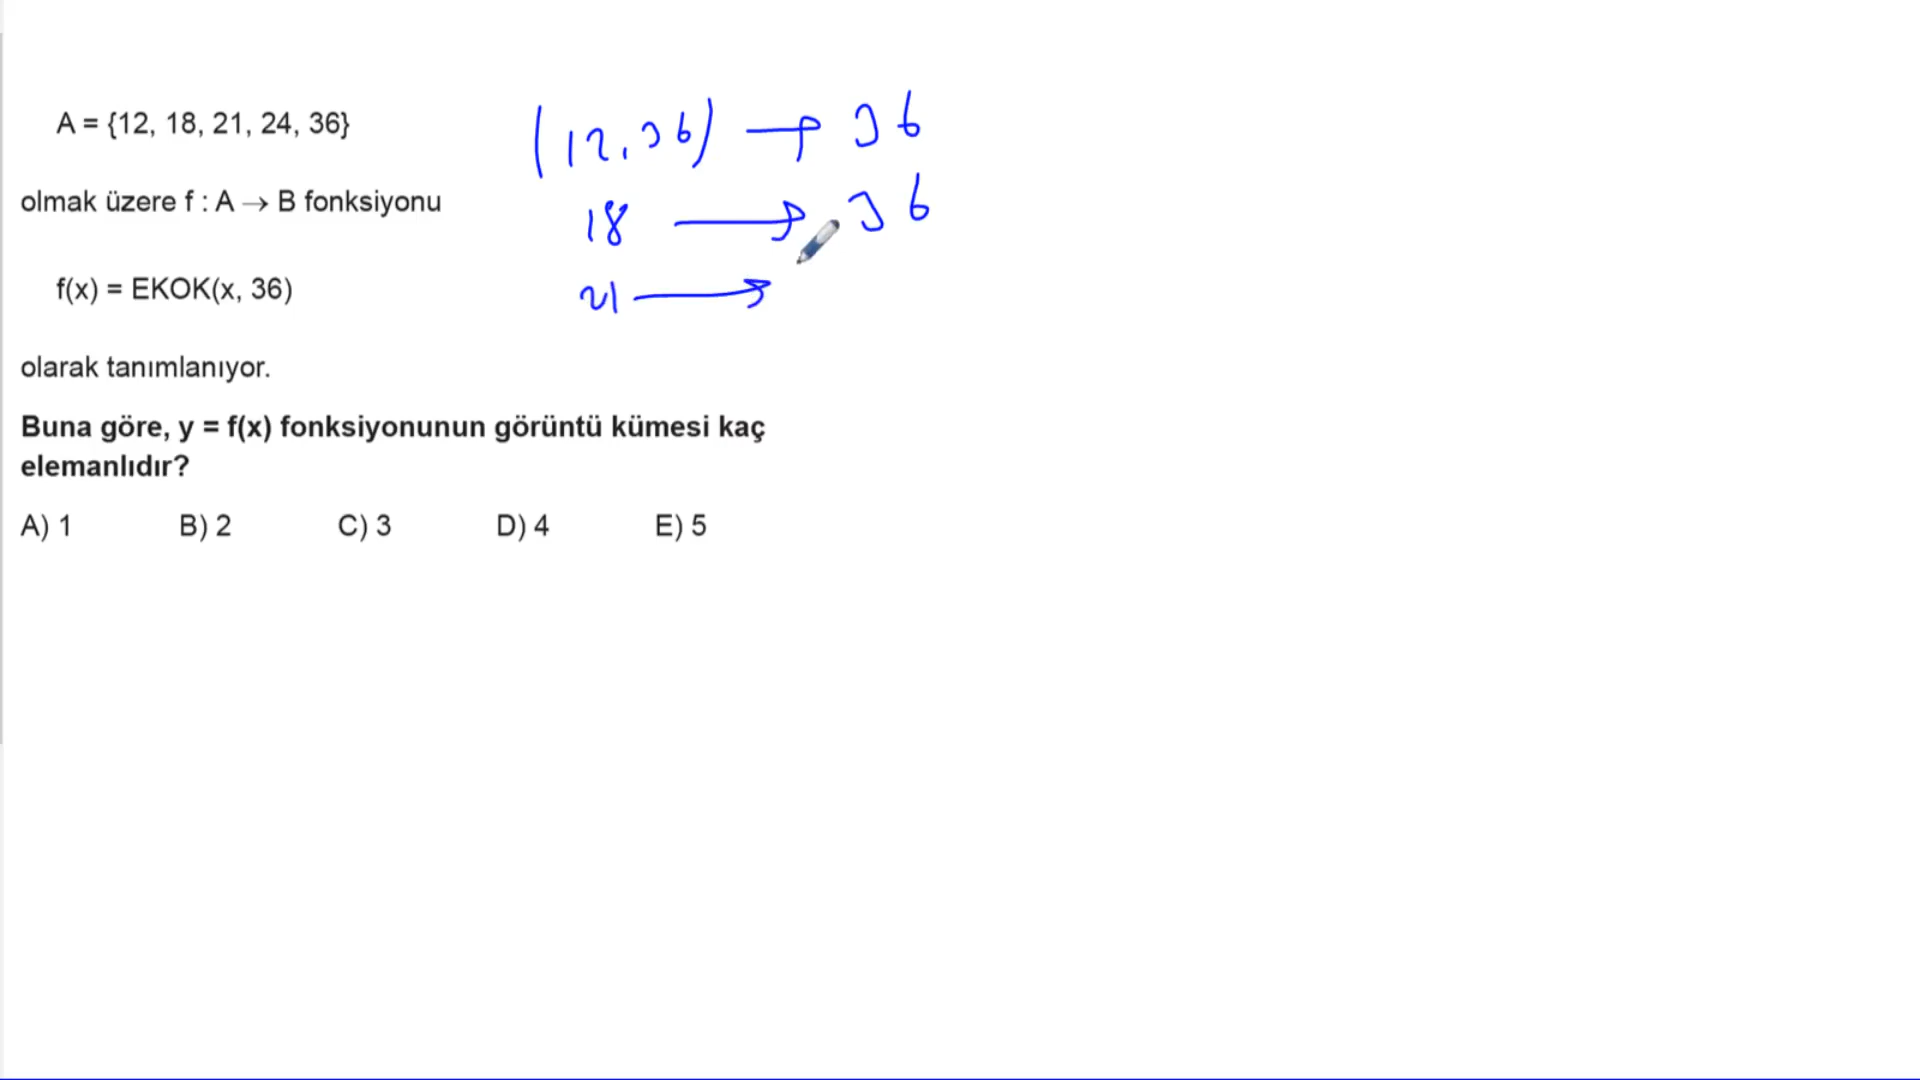 A = {12, 18, 21, 24, 36}
olmak üzere f : A → B fonksiyonu
f(x) = EKOK(x, 36)
olarak tanımlanıyor.
Buna göre, y = f(x) fonksiyonunun görüntü kümesi kaç
elemanlıdır?
A) 1 B) 2 C) 3 D) 4 E) 5
(12, 36) → 36
18 → 36
21 →